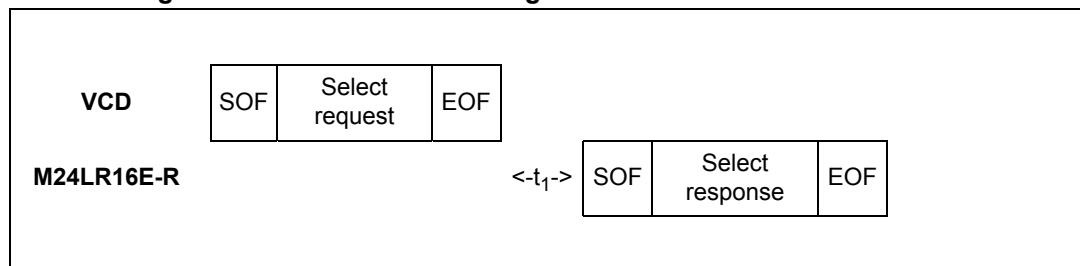 VCD SOF Select request EOF
M24LR16E-R <-t1-> SOF Select response EOF